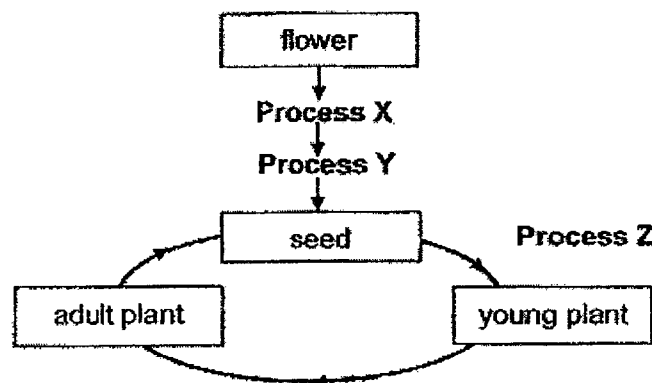 flower
Process X
Process Y
seed
Process Z
adult plant
young plant